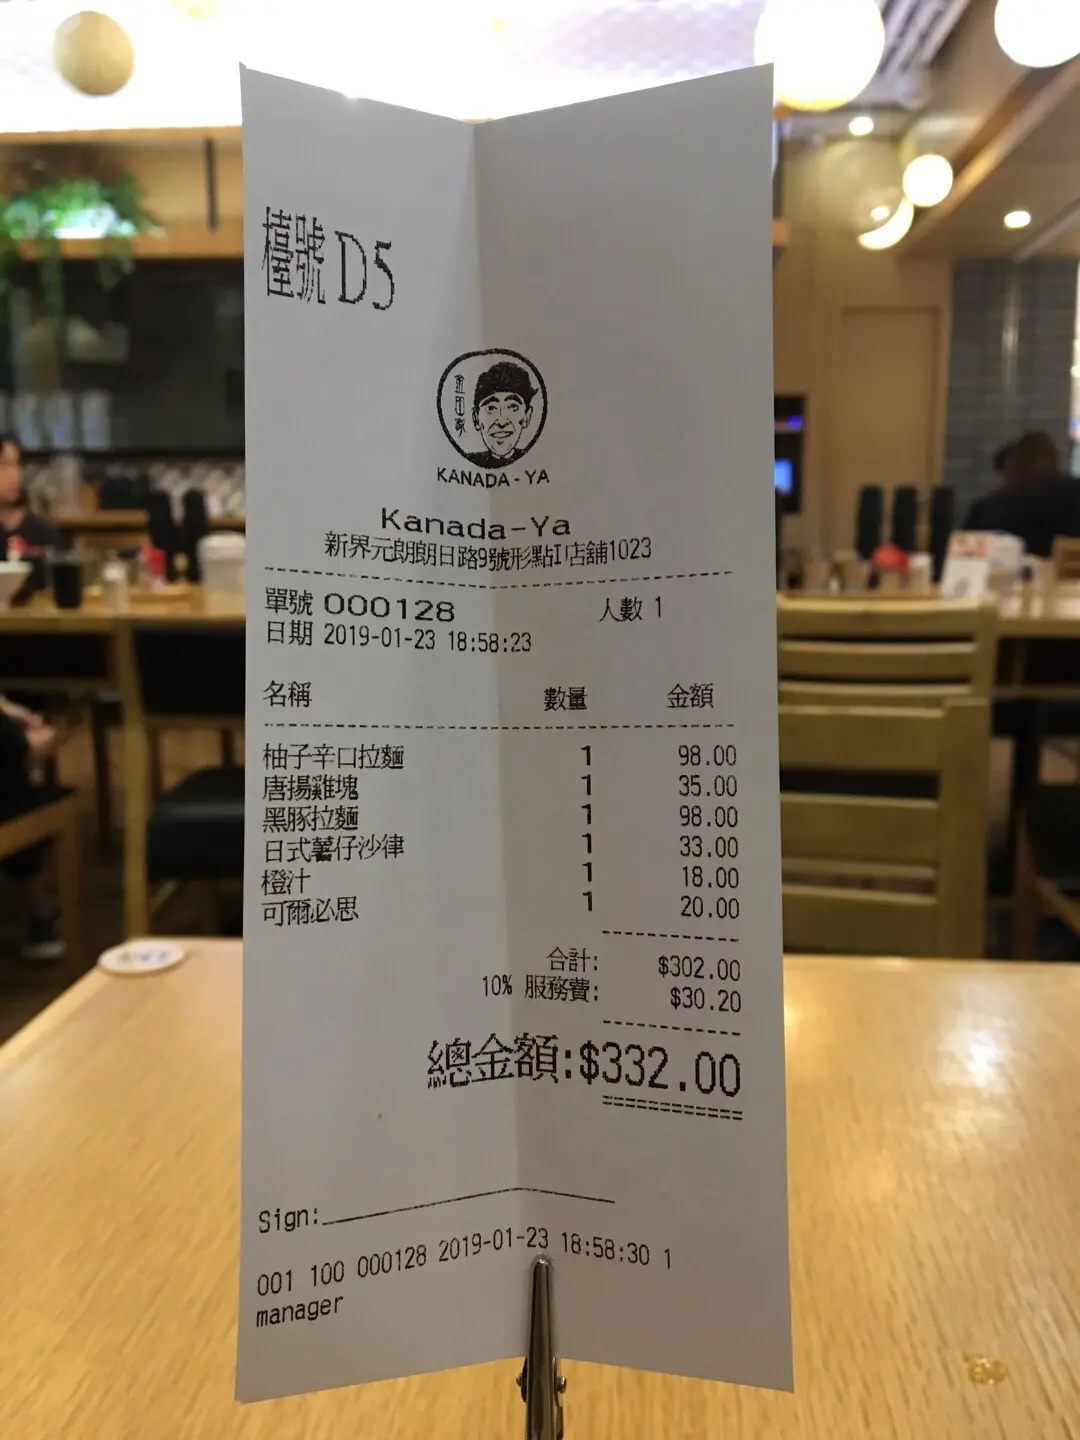 檯號 D5
金田家
KANADA-YA
Kanada-Ya
新界元朗朗日路9號形點I店舖1023
單號 000128 人數 1
日期 2019-01-23 18:58:23
名稱 數量 金額
柚子辛口拉麵 1 98.00
唐揚雞塊 1 35.00
黑豚拉麵 1 98.00
日式薯仔沙律 1 33.00
橙汁 1 18.00
可爾必思 1 20.00
合計: $302.00
10% 服務費: $30.20
總金額:$332.00
Sign:
001 100 000128 2019-01-23 18:58:30 1
manager